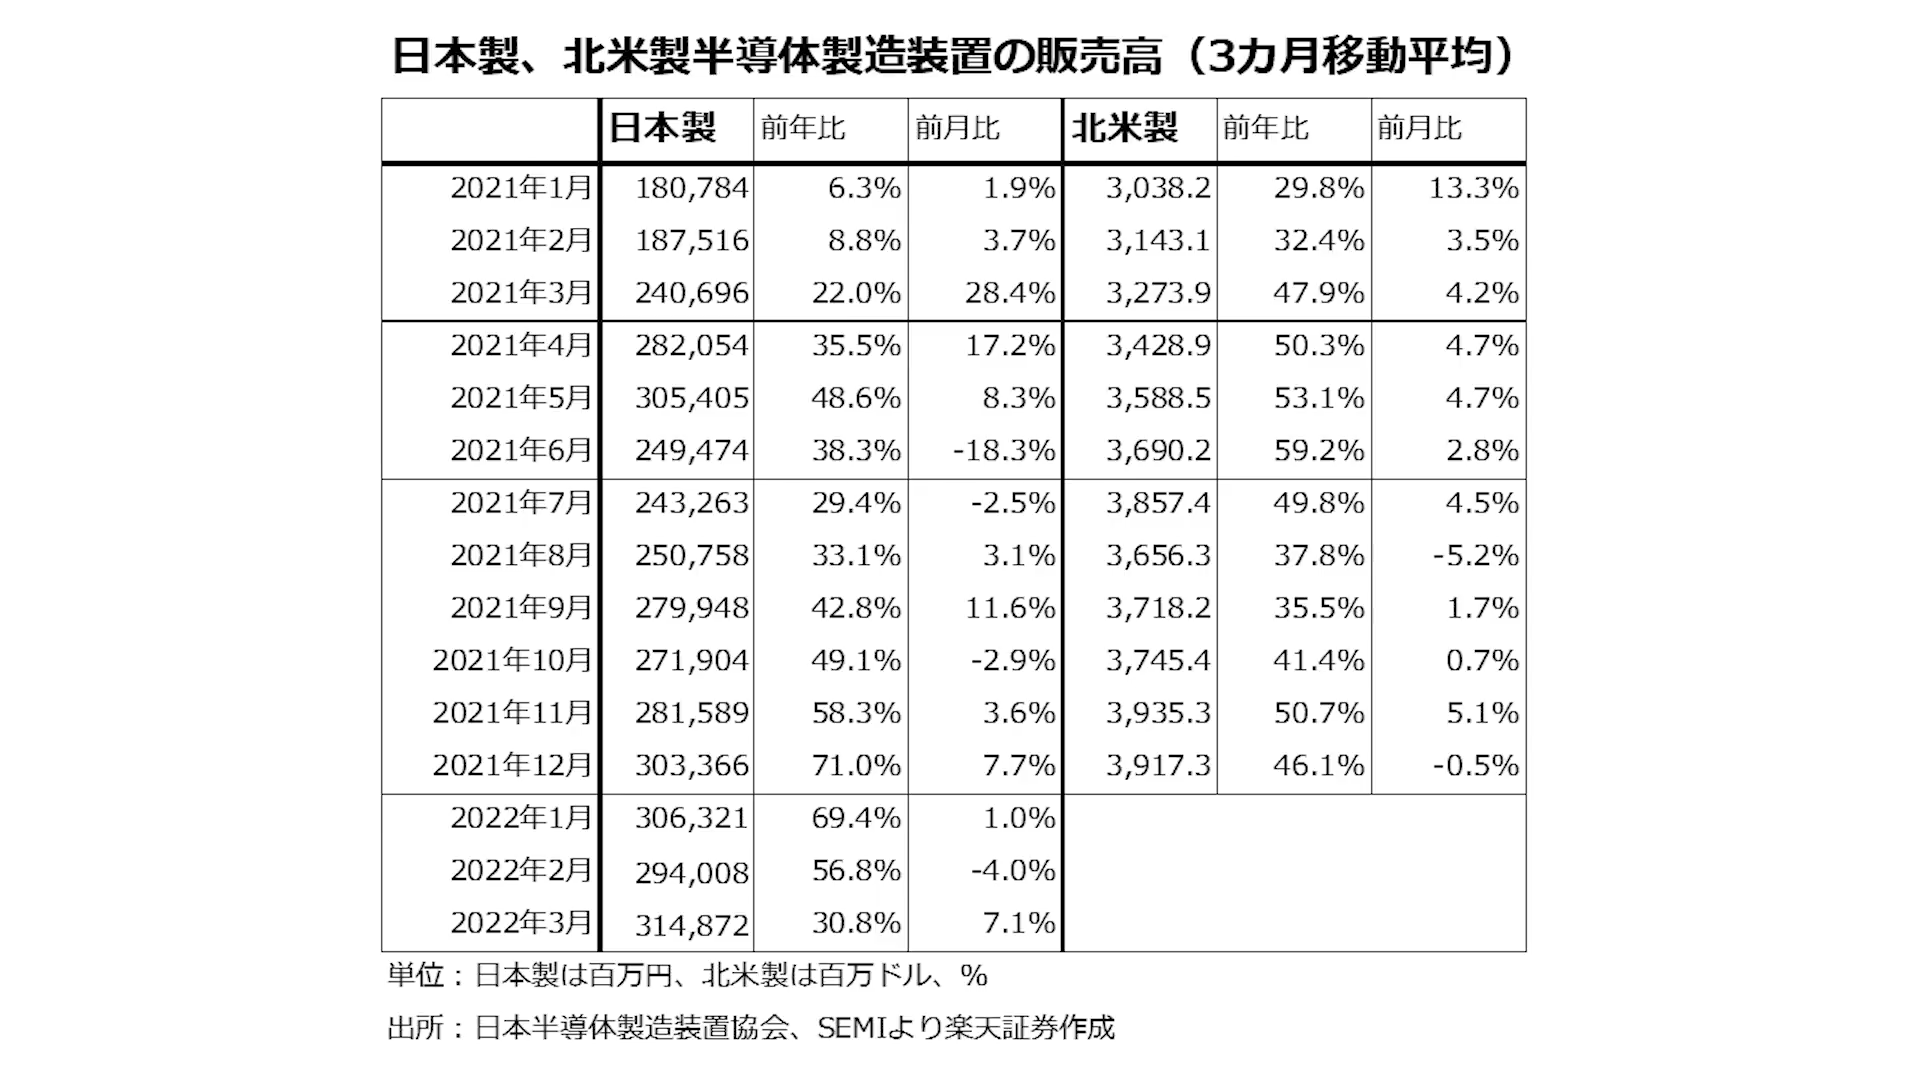 日本製、北米製半導体製造装置の販売高（3カ月移動平均）
日本製 前年比 前月比 北米製 前年比 前月比
2021年1月 180,784 6.3% 1.9% 3,038.2 29.8% 13.3%
2021年2月 187,516 8.8% 3.7% 3,143.1 32.4% 3.5%
2021年3月 240,696 22.0% 28.4% 3,273.9 47.9% 4.2%
2021年4月 282,054 35.5% 17.2% 3,428.9 50.3% 4.7%
2021年5月 305,405 48.6% 8.3% 3,588.5 53.1% 4.7%
2021年6月 249,474 38.3% -18.3% 3,690.2 59.2% 2.8%
2021年7月 243,263 29.4% -2.5% 3,857.4 49.8% 4.5%
2021年8月 250,758 33.1% 3.1% 3,656.3 37.8% -5.2%
2021年9月 279,948 42.8% 11.6% 3,718.2 35.5% 1.7%
2021年10月 271,904 49.1% -2.9% 3,745.4 41.4% 0.7%
2021年11月 281,589 58.3% 3.6% 3,935.3 50.7% 5.1%
2021年12月 303,366 71.0% 7.7% 3,917.3 46.1% -0.5%
2022年1月 306,321 69.4% 1.0%
2022年2月 294,008 56.8% -4.0%
2022年3月 314,872 30.8% 7.1%
単位：日本製は百万円、北米製は百万ドル、%
出所：日本半導体製造装置協会、SEMIより楽天証券作成